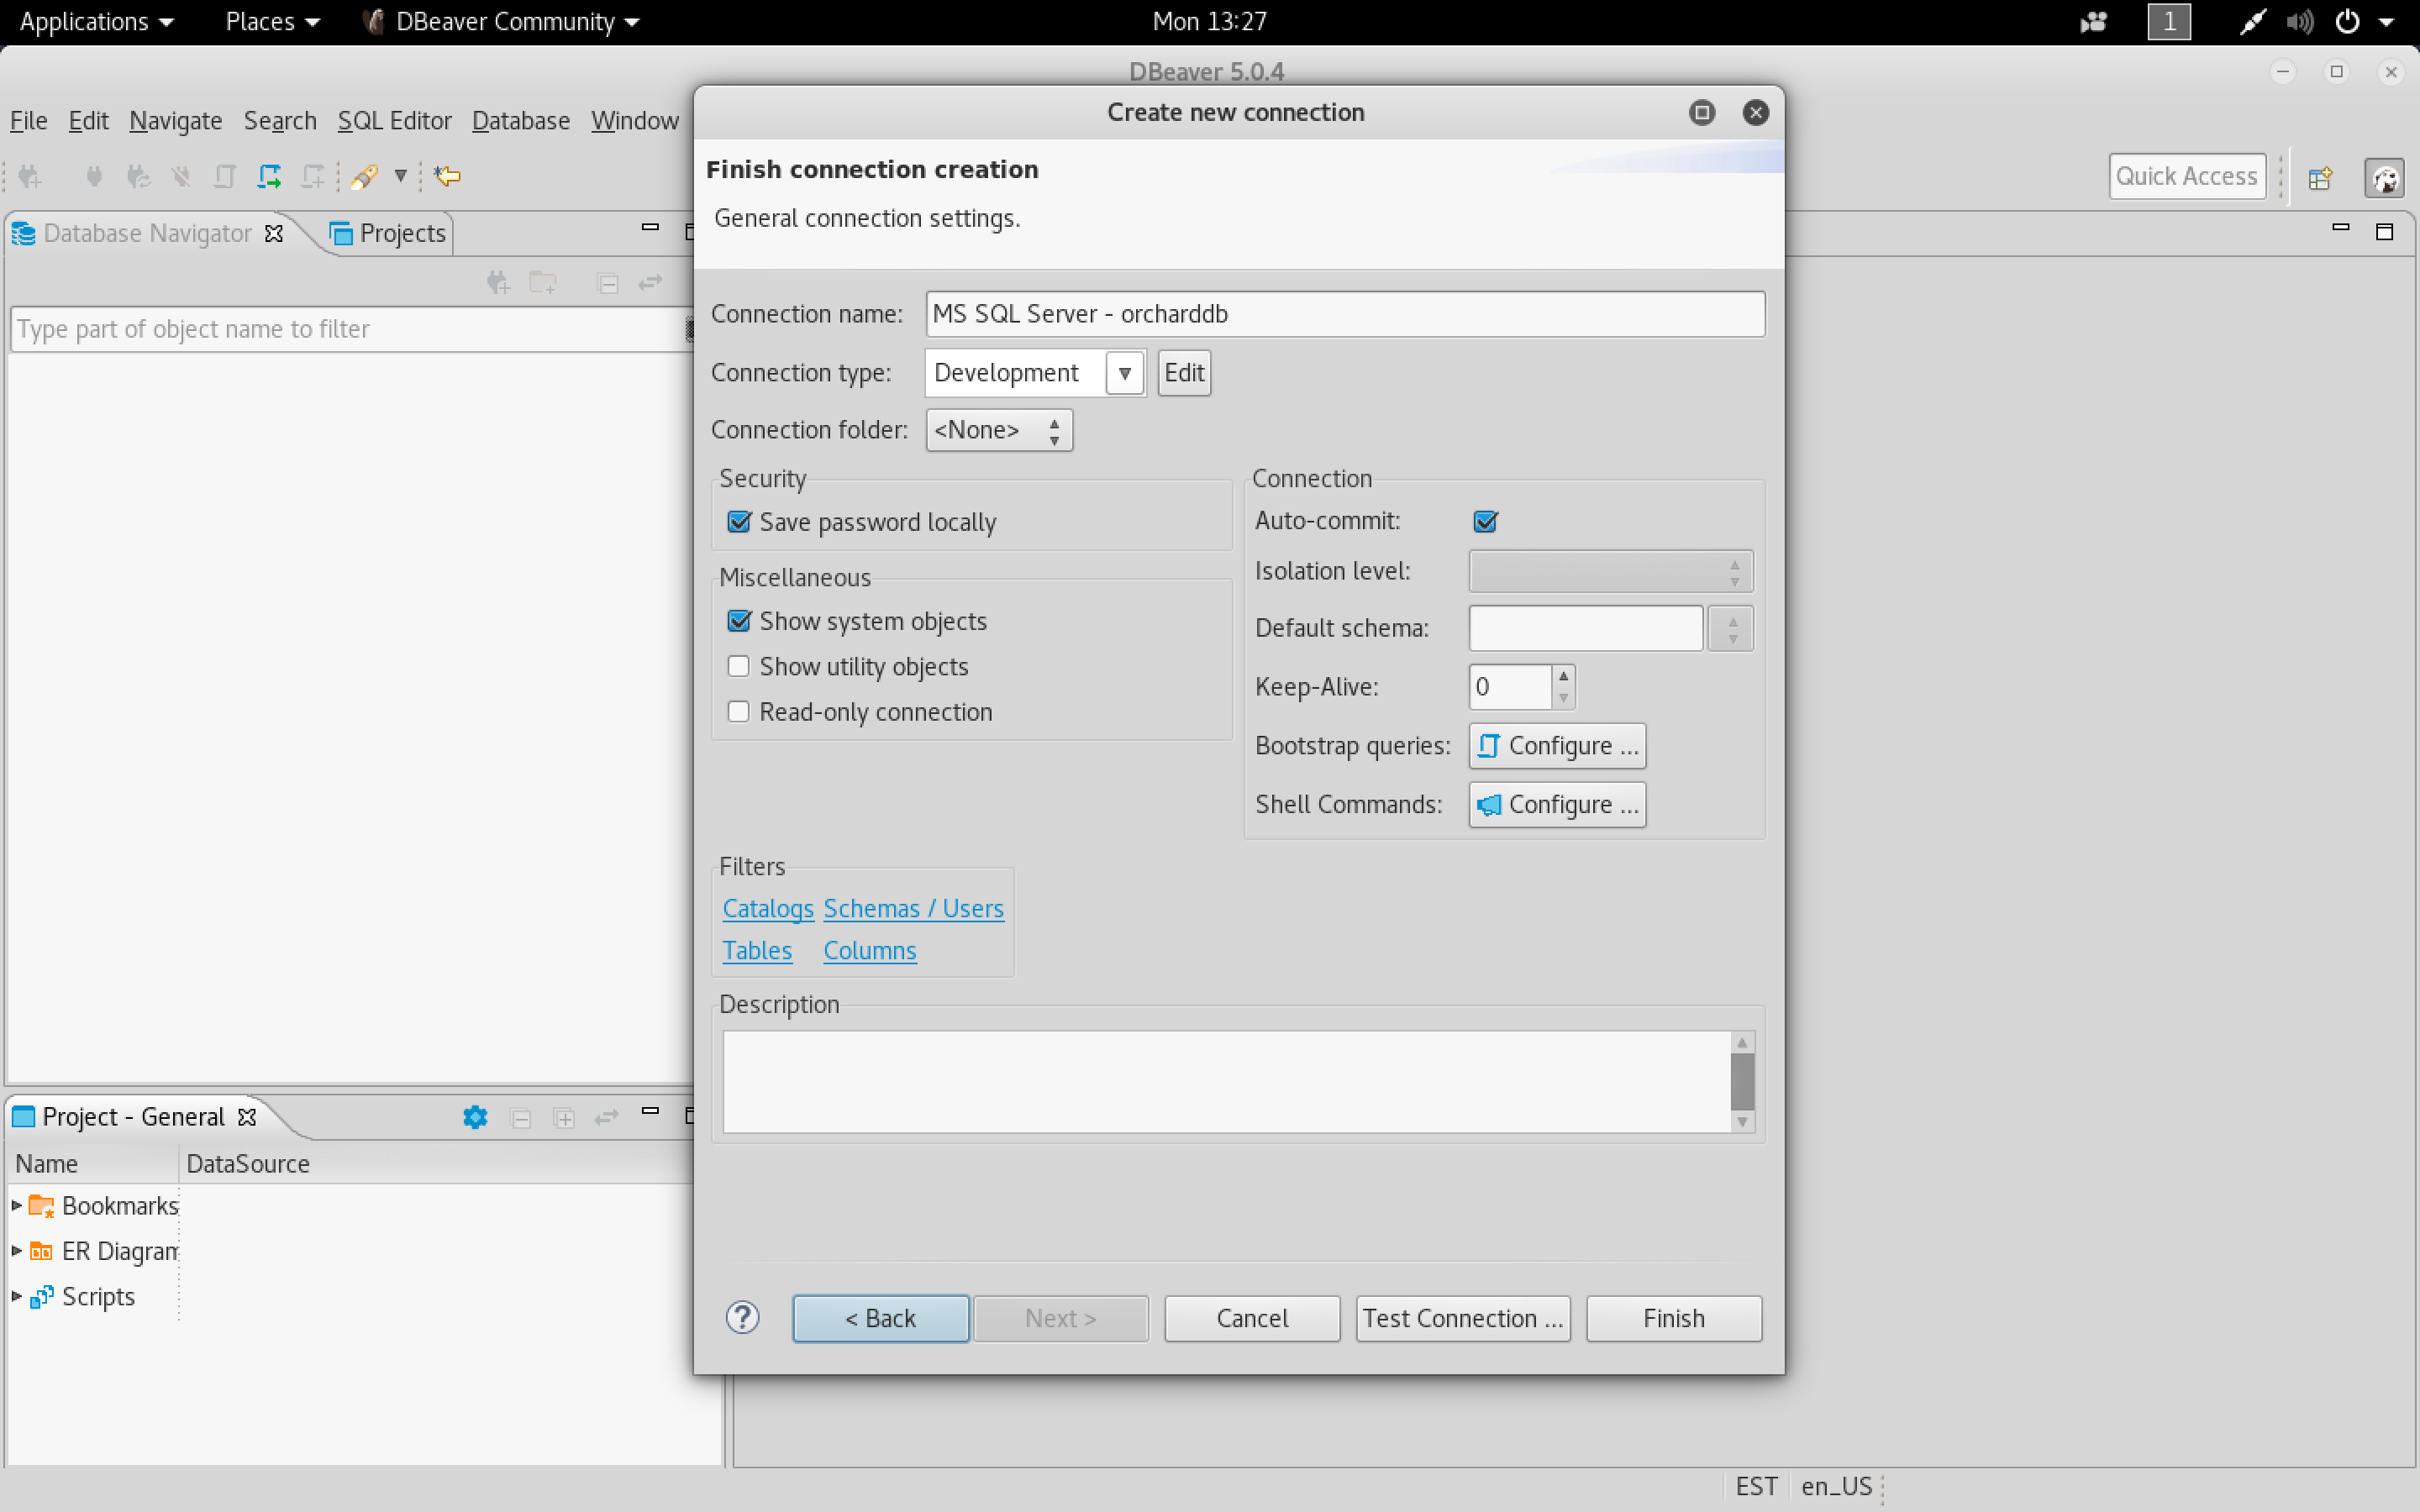 Applications Places DBeaver Community Mon 13:27 1
DBeaver 5.0.4
File Edit Navigate Search SQL Editor Database Window
Quick Access
Database Navigator Projects
Type part of object name to filter
Create new connection
Finish connection creation
General connection settings.
Connection name: MS SQL Server - orcharddb
Connection type: Development Edit
Connection folder: <None>
Security
Save password locally
Miscellaneous
Show system objects
Show utility objects
Read-only connection
Connection
Auto-commit:
Isolation level:
Default schema:
Keep-Alive: 0
Bootstrap queries: Configure ...
Shell Commands: Configure ...
Filters
Catalogs Schemas / Users
Tables Columns
Description
? < Back Next > Cancel Test Connection ... Finish
Project - General
Name DataSource
Bookmarks
ER Diagram
Scripts
EST en_US